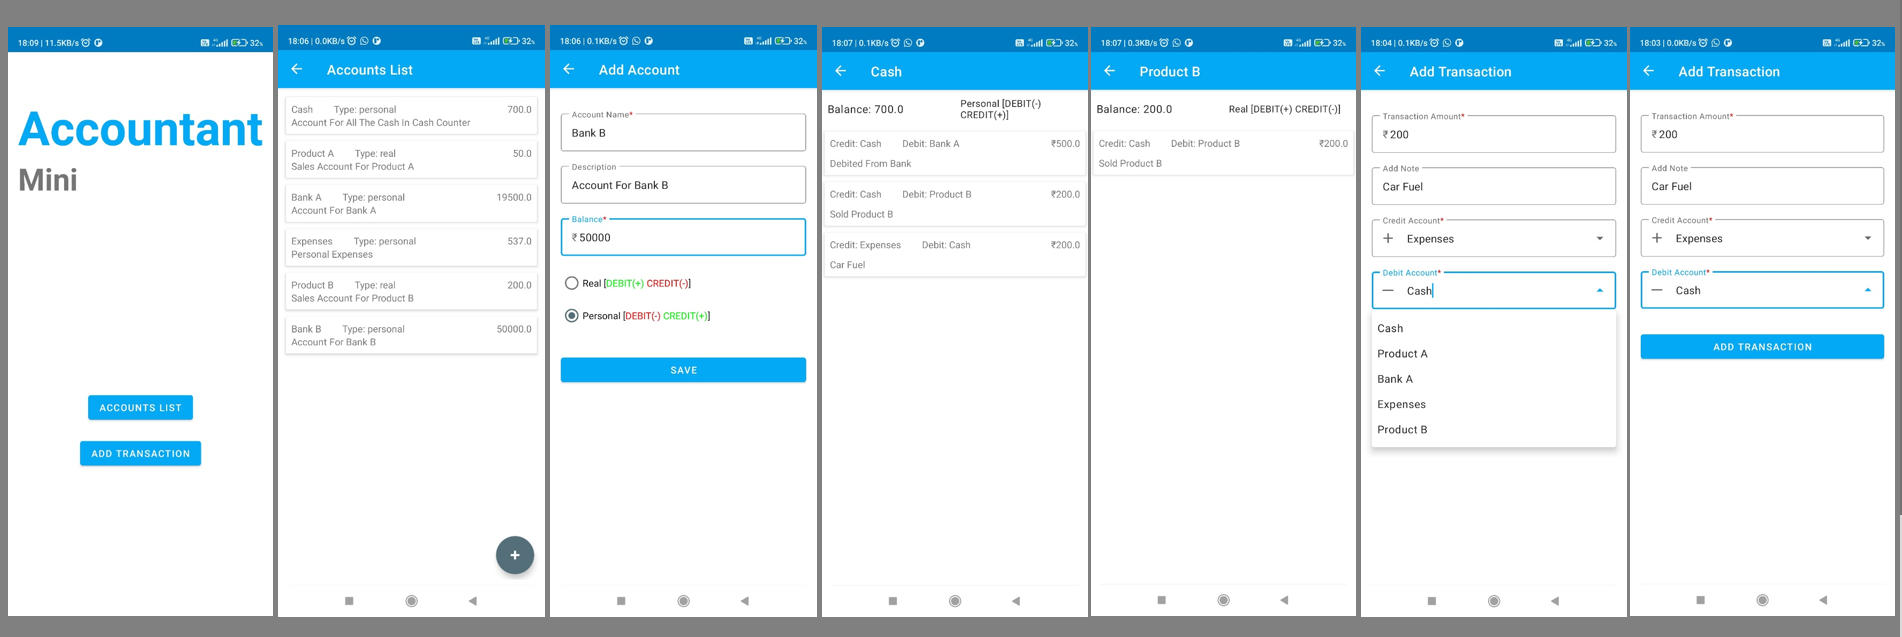 18:09 | 11.5KB/s
32%
Accountant
Mini
ACCOUNTS LIST
ADD TRANSACTION
18:06 | 0.0KB/s
32%
Accounts List
Cash Type: personal 700.0
Account For All The Cash In Cash Counter
Product A Type: real 50.0
Sales Account For Product A
Bank A Type: personal 19500.0
Account For Bank A
Expenses Type: personal 537.0
Personal Expenses
Product B Type: real 200.0
Sales Account For Product B
Bank B Type: personal 50000.0
Account For Bank B
+
18:06 | 0.1KB/s
32%
Add Account
Account Name*
Bank B
Description
Account For Bank B
Balance*
₹ 50000
Real [DEBIT(+) CREDIT(-)]
Personal [DEBIT(-) CREDIT(+)]
SAVE
18:07 | 0.1KB/s
32%
Cash
Balance: 700.0
Personal [DEBIT(-)
CREDIT(+)]
Credit: Cash Debit: Bank A ₹500.0
Debited From Bank
Credit: Cash Debit: Product B ₹200.0
Sold Product B
Credit: Expenses Debit: Cash ₹200.0
Car Fuel
18:07 | 0.3KB/s
32%
Product B
Balance: 200.0 Real [DEBIT(+) CREDIT(-)]
Credit: Cash Debit: Product B ₹200.0
Sold Product B
18:04 | 0.1KB/s
32%
Add Transaction
Transaction Amount*
₹ 200
Add Note
Car Fuel
Credit Account*
+ Expenses
Debit Account*
— Cash
Cash
Product A
Bank A
Expenses
Product B
18:03 | 0.0KB/s
32%
Add Transaction
Transaction Amount*
₹ 200
Add Note
Car Fuel
Credit Account*
+ Expenses
Debit Account*
— Cash
ADD TRANSACTION